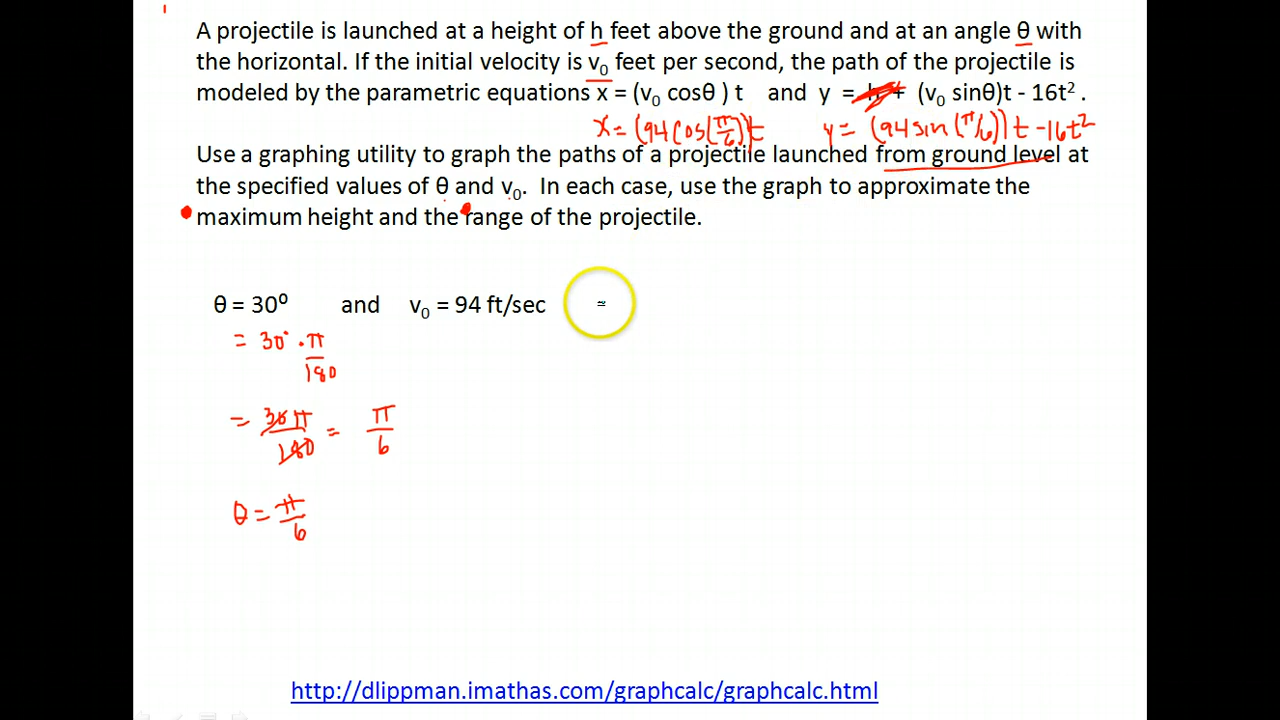 A projectile is launched at a height of h feet above the ground and at an angle θ with
the horizontal. If the initial velocity is v₀ feet per second, the path of the projectile is
modeled by the parametric equations x = (v₀ cosθ ) t and y = h + (v₀ sinθ)t - 16t² .
x = (94 cos(π/6))t y = (94 sin(π/6))t - 16t²
Use a graphing utility to graph the paths of a projectile launched from ground level at
the specified values of θ and v₀. In each case, use the graph to approximate the
maximum height and the range of the projectile.
θ = 30⁰ and v₀ = 94 ft/sec
= 30° · π/180
= 30π/180 = π/6
θ = π/6
http://dlippman.imathas.com/graphcalc/graphcalc.html